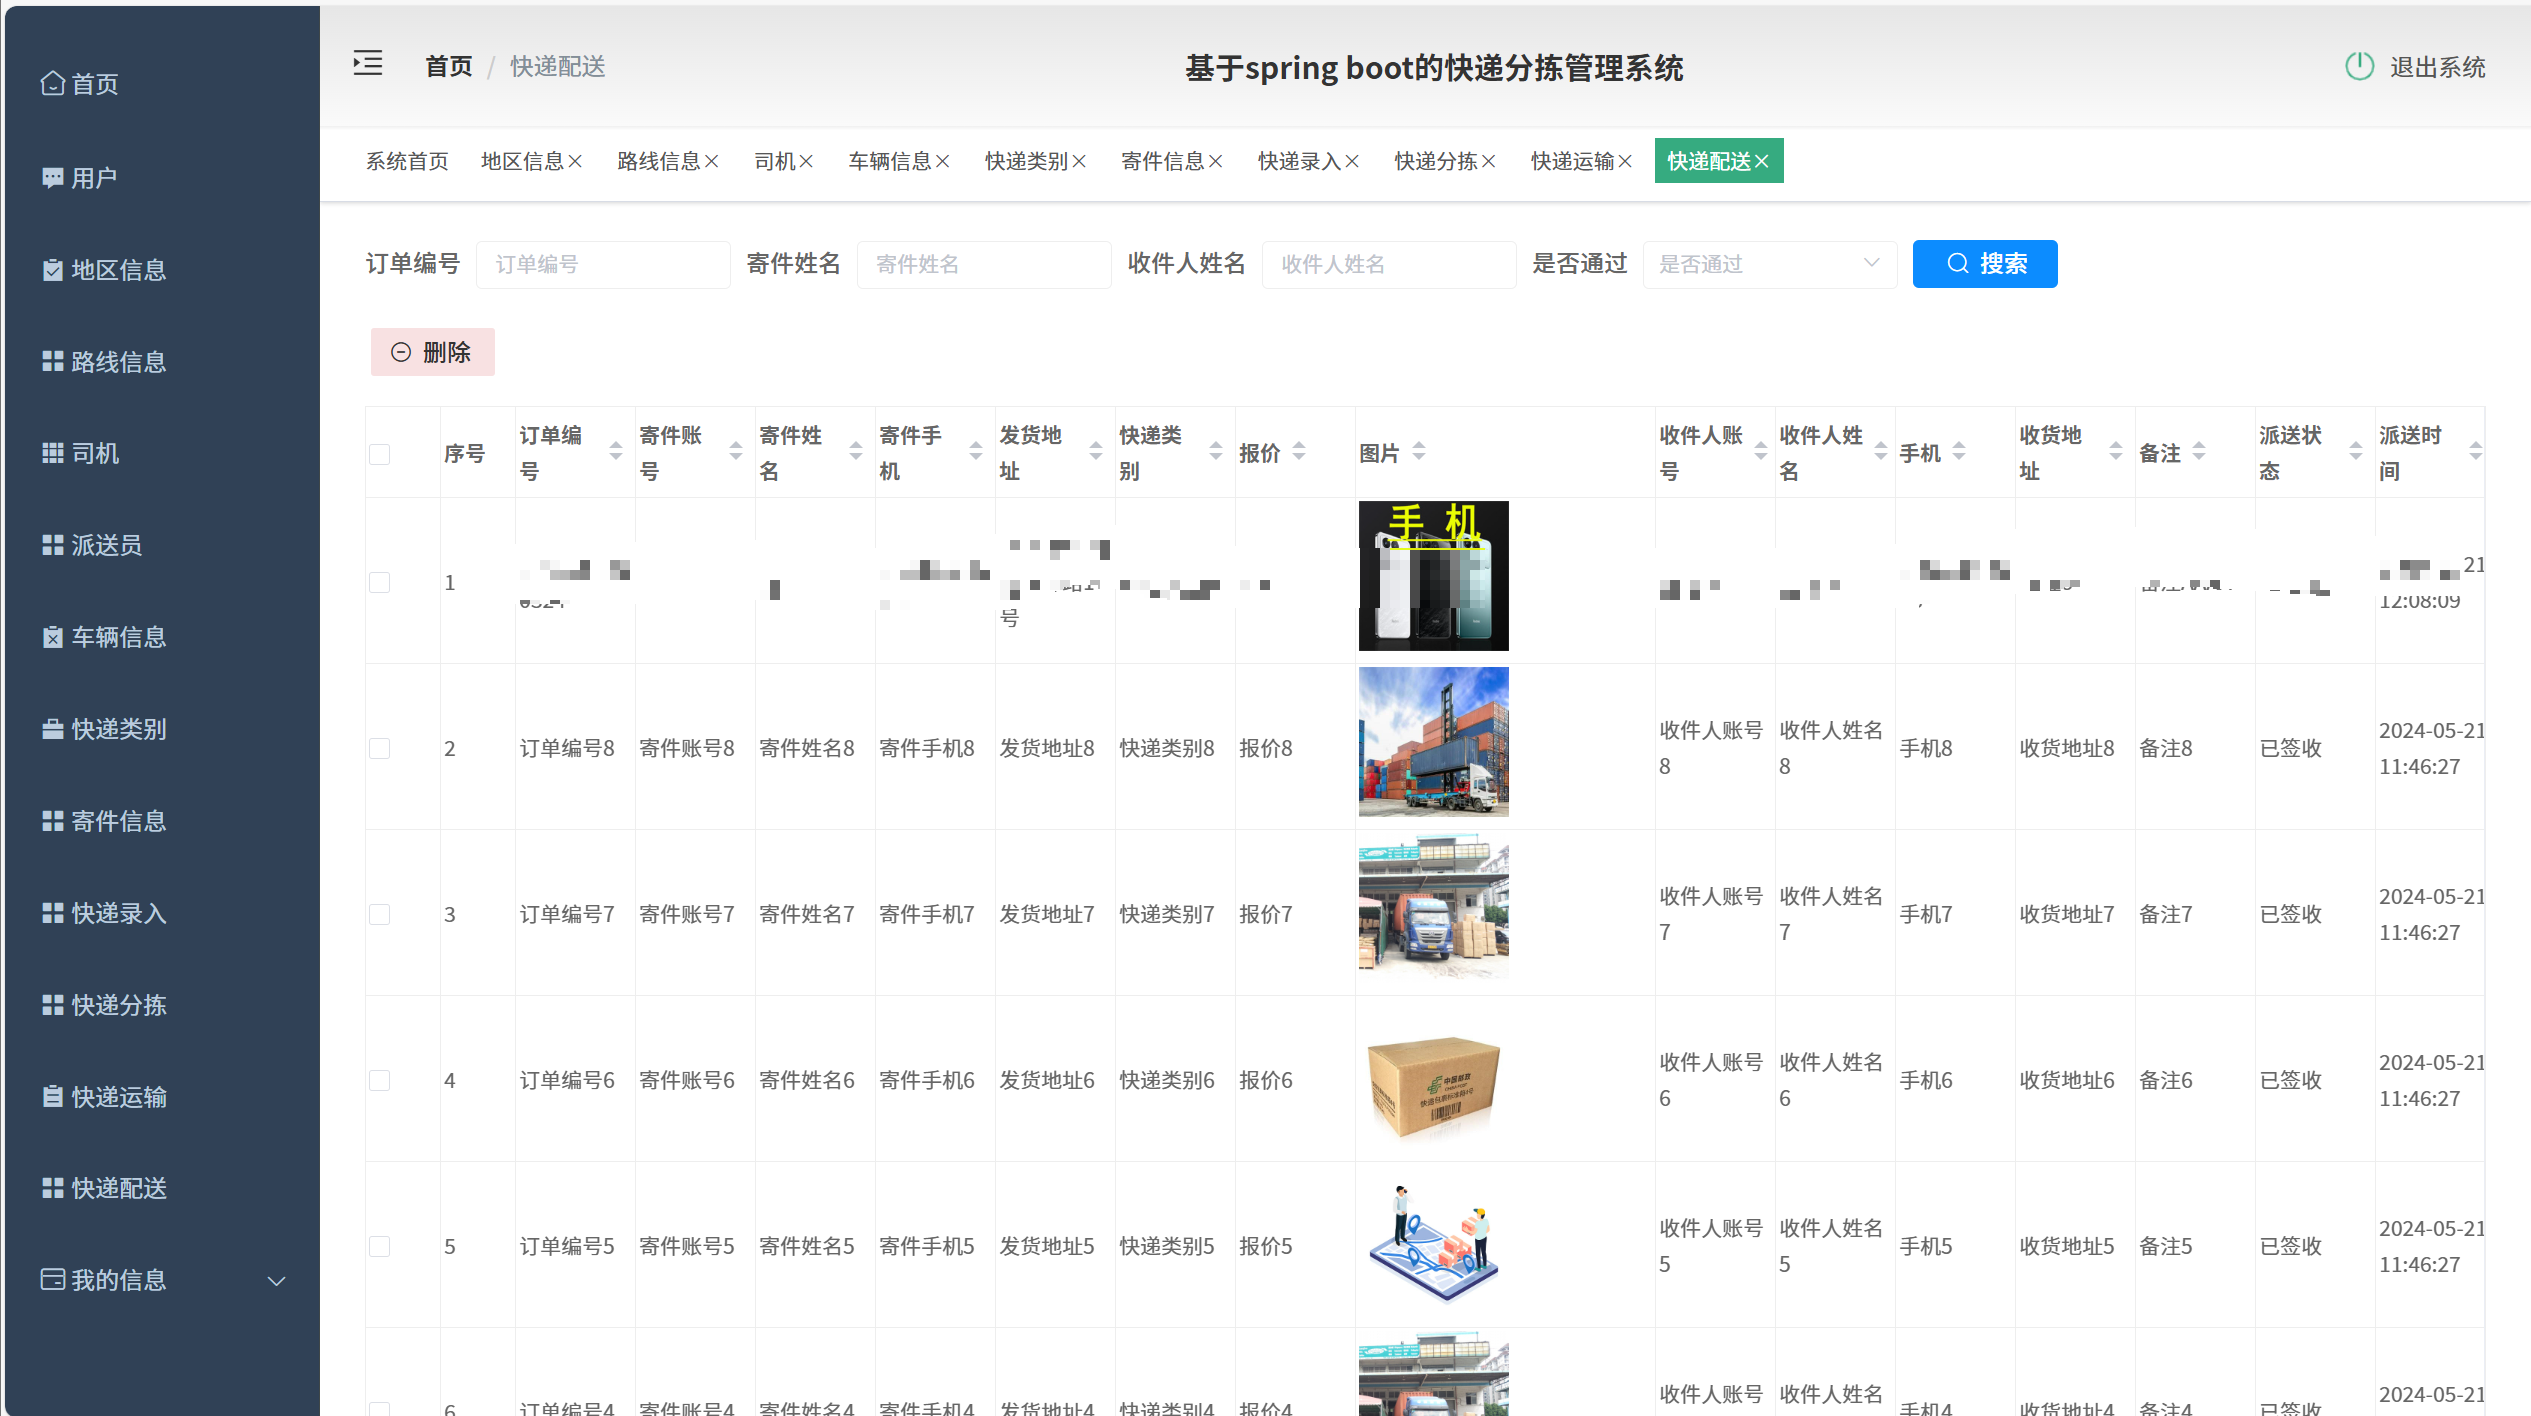 首页 / 快递配送
基于spring boot的快递分拣管理系统
退出系统
首页
用户
地区信息
路线信息
司机
派送员
车辆信息
快递类别
寄件信息
快递录入
快递分拣
快递运输
快递配送
我的信息
系统首页 地区信息 路线信息 司机 车辆信息 快递类别 寄件信息 快递录入 快递分拣 快递运输 快递配送
订单编号 订单编号 寄件姓名 寄件姓名 收件人姓名 收件人姓名 是否通过 是否通过 搜索
删除
序号 订单编号 寄件账号 寄件姓名 寄件手机 发货地址 快递类别 报价 图片 收件人账号 收件人姓名 手机 收货地址 备注 派送状态 派送时间
1 号 手 机 21 12:08:09
2 订单编号8 寄件账号8 寄件姓名8 寄件手机8 发货地址8 快递类别8 报价8 收件人账号8 收件人姓名8 手机8 收货地址8 备注8 已签收 2024-05-21 11:46:27
3 订单编号7 寄件账号7 寄件姓名7 寄件手机7 发货地址7 快递类别7 报价7 收件人账号7 收件人姓名7 手机7 收货地址7 备注7 已签收 2024-05-21 11:46:27
4 订单编号6 寄件账号6 寄件姓名6 寄件手机6 发货地址6 快递类别6 报价6 中国邮政 收件人账号6 收件人姓名6 手机6 收货地址6 备注6 已签收 2024-05-21 11:46:27
5 订单编号5 寄件账号5 寄件姓名5 寄件手机5 发货地址5 快递类别5 报价5 收件人账号5 收件人姓名5 手机5 收货地址5 备注5 已签收 2024-05-21 11:46:27
6 订单编号4 寄件账号4 寄件姓名4 寄件手机4 发货地址4 快递类别4 报价4 收件人账号 收件人姓名 手机4 收货地址4 备注4 已签收 2024-05-21